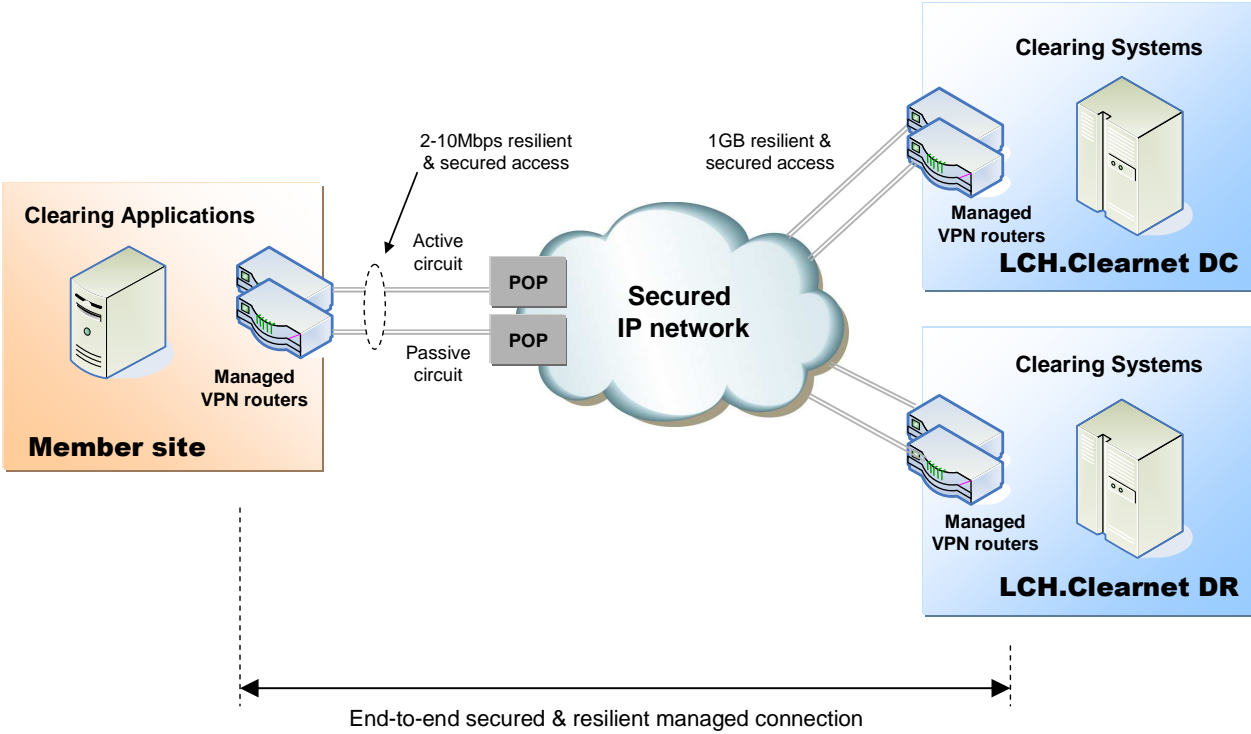 Clearing Systems
2-10Mbps resilient
& secured access
1GB resilient &
secured access
Clearing Applications
Managed
VPN routers
LCH.Clearnet DC
Active
circuit
POP
Secured
IP network
POP
Passive
circuit
Managed
VPN routers
Member site
Clearing Systems
Managed
VPN routers
LCH.Clearnet DR
End-to-end secured & resilient managed connection